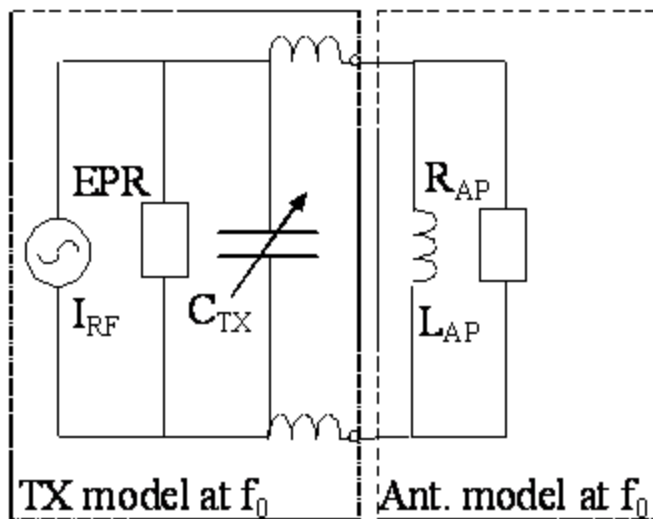 EPR
R_AP
I_RF
C_TX
L_AP
TX model at f_0
Ant. model at f_0